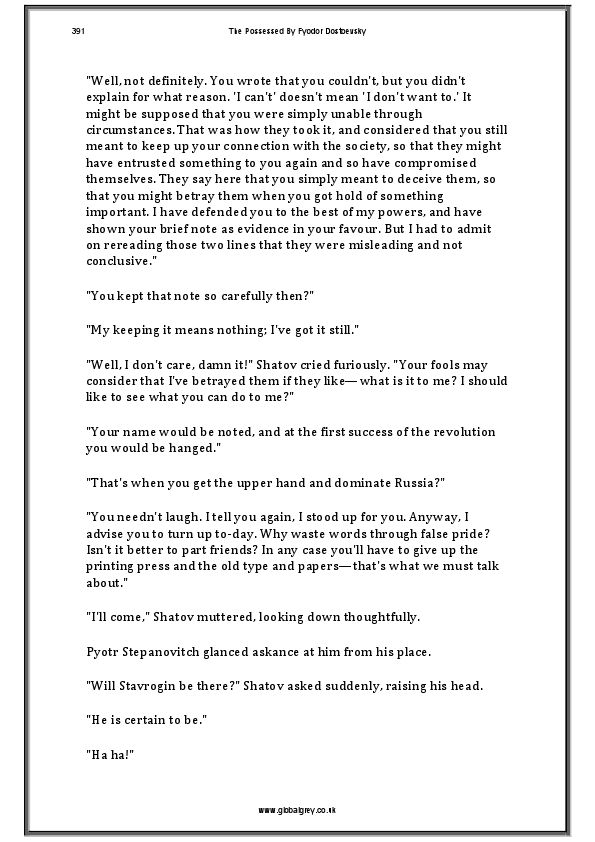 391
The Possessed By Fyodor Dostoevsky
"Well, not definitely. You wrote that you couldn't, but you didn't
explain for what reason. 'I can't' doesn't mean 'I don't want to.' It
might be supposed that you were simply unable through
circumstances. That was how they took it, and considered that you still
meant to keep up your connection with the society, so that they might
have entrusted something to you again and so have compromised
themselves. They say here that you simply meant to deceive them, so
that you might betray them when you got hold of something
important. I have defended you to the best of my powers, and have
shown your brief note as evidence in your favour. But I had to admit
on rereading those two lines that they were misleading and not
conclusive."
"You kept that note so carefully then?"
"My keeping it means nothing; I've got it still."
"Well, I don't care, damn it!" Shatov cried furiously. "Your fools may
consider that I've betrayed them if they like—what is it to me? I should
like to see what you can do to me?"
"Your name would be noted, and at the first success of the revolution
you would be hanged."
"That's when you get the upper hand and dominate Russia?"
"You needn't laugh. I tell you again, I stood up for you. Anyway, I
advise you to turn up to-day. Why waste words through false pride?
Isn't it better to part friends? In any case you'll have to give up the
printing press and the old type and papers—that's what we must talk
about."
"I'll come," Shatov muttered, looking down thoughtfully.
Pyotr Stepanovitch glanced askance at him from his place.
"Will Stavrogin be there?" Shatov asked suddenly, raising his head.
"He is certain to be."
"Ha ha!"
www.globalgrey.co.uk